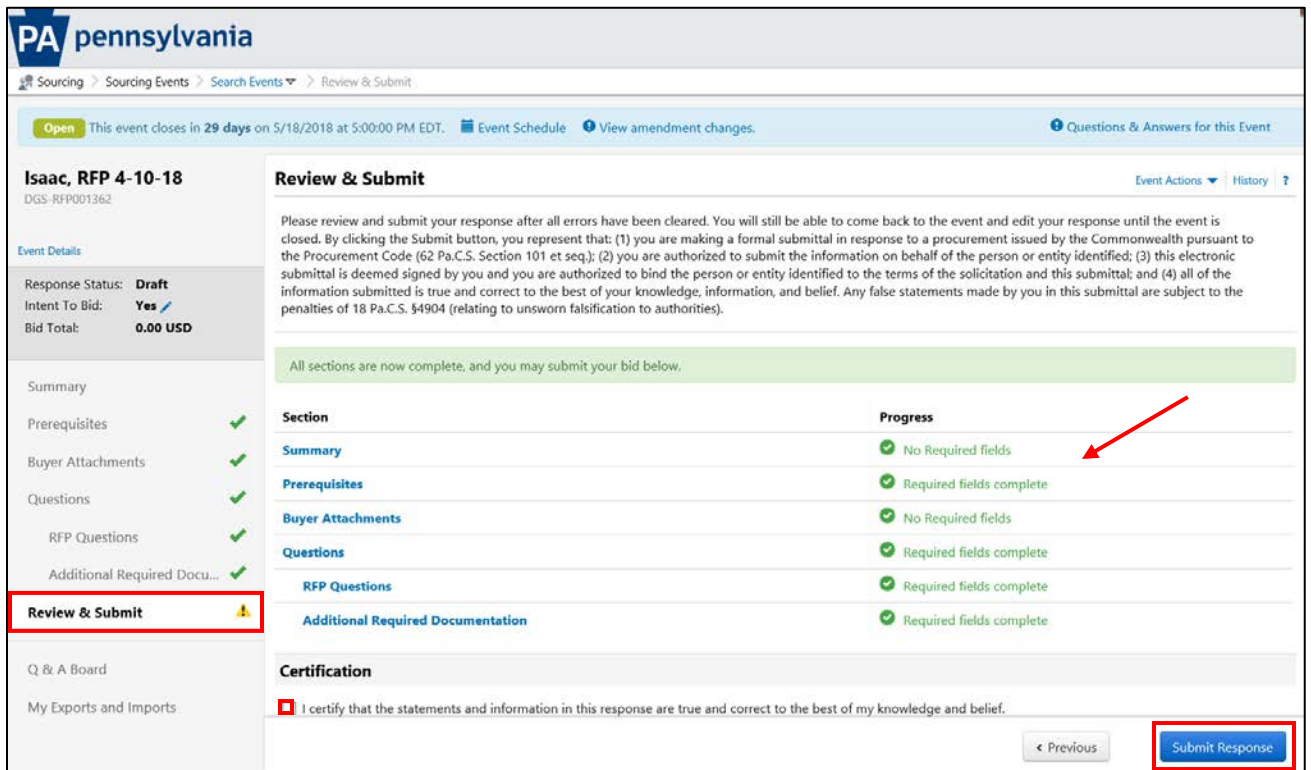 PA pennsylvania
Sourcing > Sourcing Events > Search Events > Review & Submit
Open This event closes in 29 days on 5/18/2018 at 5:00:00 PM EDT. Event Schedule View amendment changes. Questions & Answers for this Event
Isaac, RFP 4-10-18
DGS-RFP001362
Event Details
Response Status: Draft
Intent To Bid: Yes
Bid Total: 0.00 USD
Summary
Prerequisites
Buyer Attachments
Questions
RFP Questions
Additional Required Docu...
Review & Submit
Q & A Board
My Exports and Imports
Review & Submit
Event Actions History ?
Please review and submit your response after all errors have been cleared. You will still be able to come back to the event and edit your response until the event is
closed. By clicking the Submit button, you represent that: (1) you are making a formal submittal in response to a procurement issued by the Commonwealth pursuant to
the Procurement Code (62 Pa.C.S. Section 101 et seq.); (2) you are authorized to submit the information on behalf of the person or entity identified; (3) this electronic
submittal is deemed signed by you and you are authorized to bind the person or entity identified to the terms of the solicitation and this submittal; and (4) all of the
information submitted is true and correct to the best of your knowledge, information, and belief. Any false statements made by you in this submittal are subject to the
penalties of 18 Pa.C.S. §4904 (relating to unsworn falsification to authorities).
All sections are now complete, and you may submit your bid below.
Section Progress
Summary No Required fields
Prerequisites Required fields complete
Buyer Attachments No Required fields
Questions Required fields complete
RFP Questions Required fields complete
Additional Required Documentation Required fields complete
Certification
I certify that the statements and information in this response are true and correct to the best of my knowledge and belief.
< Previous Submit Response